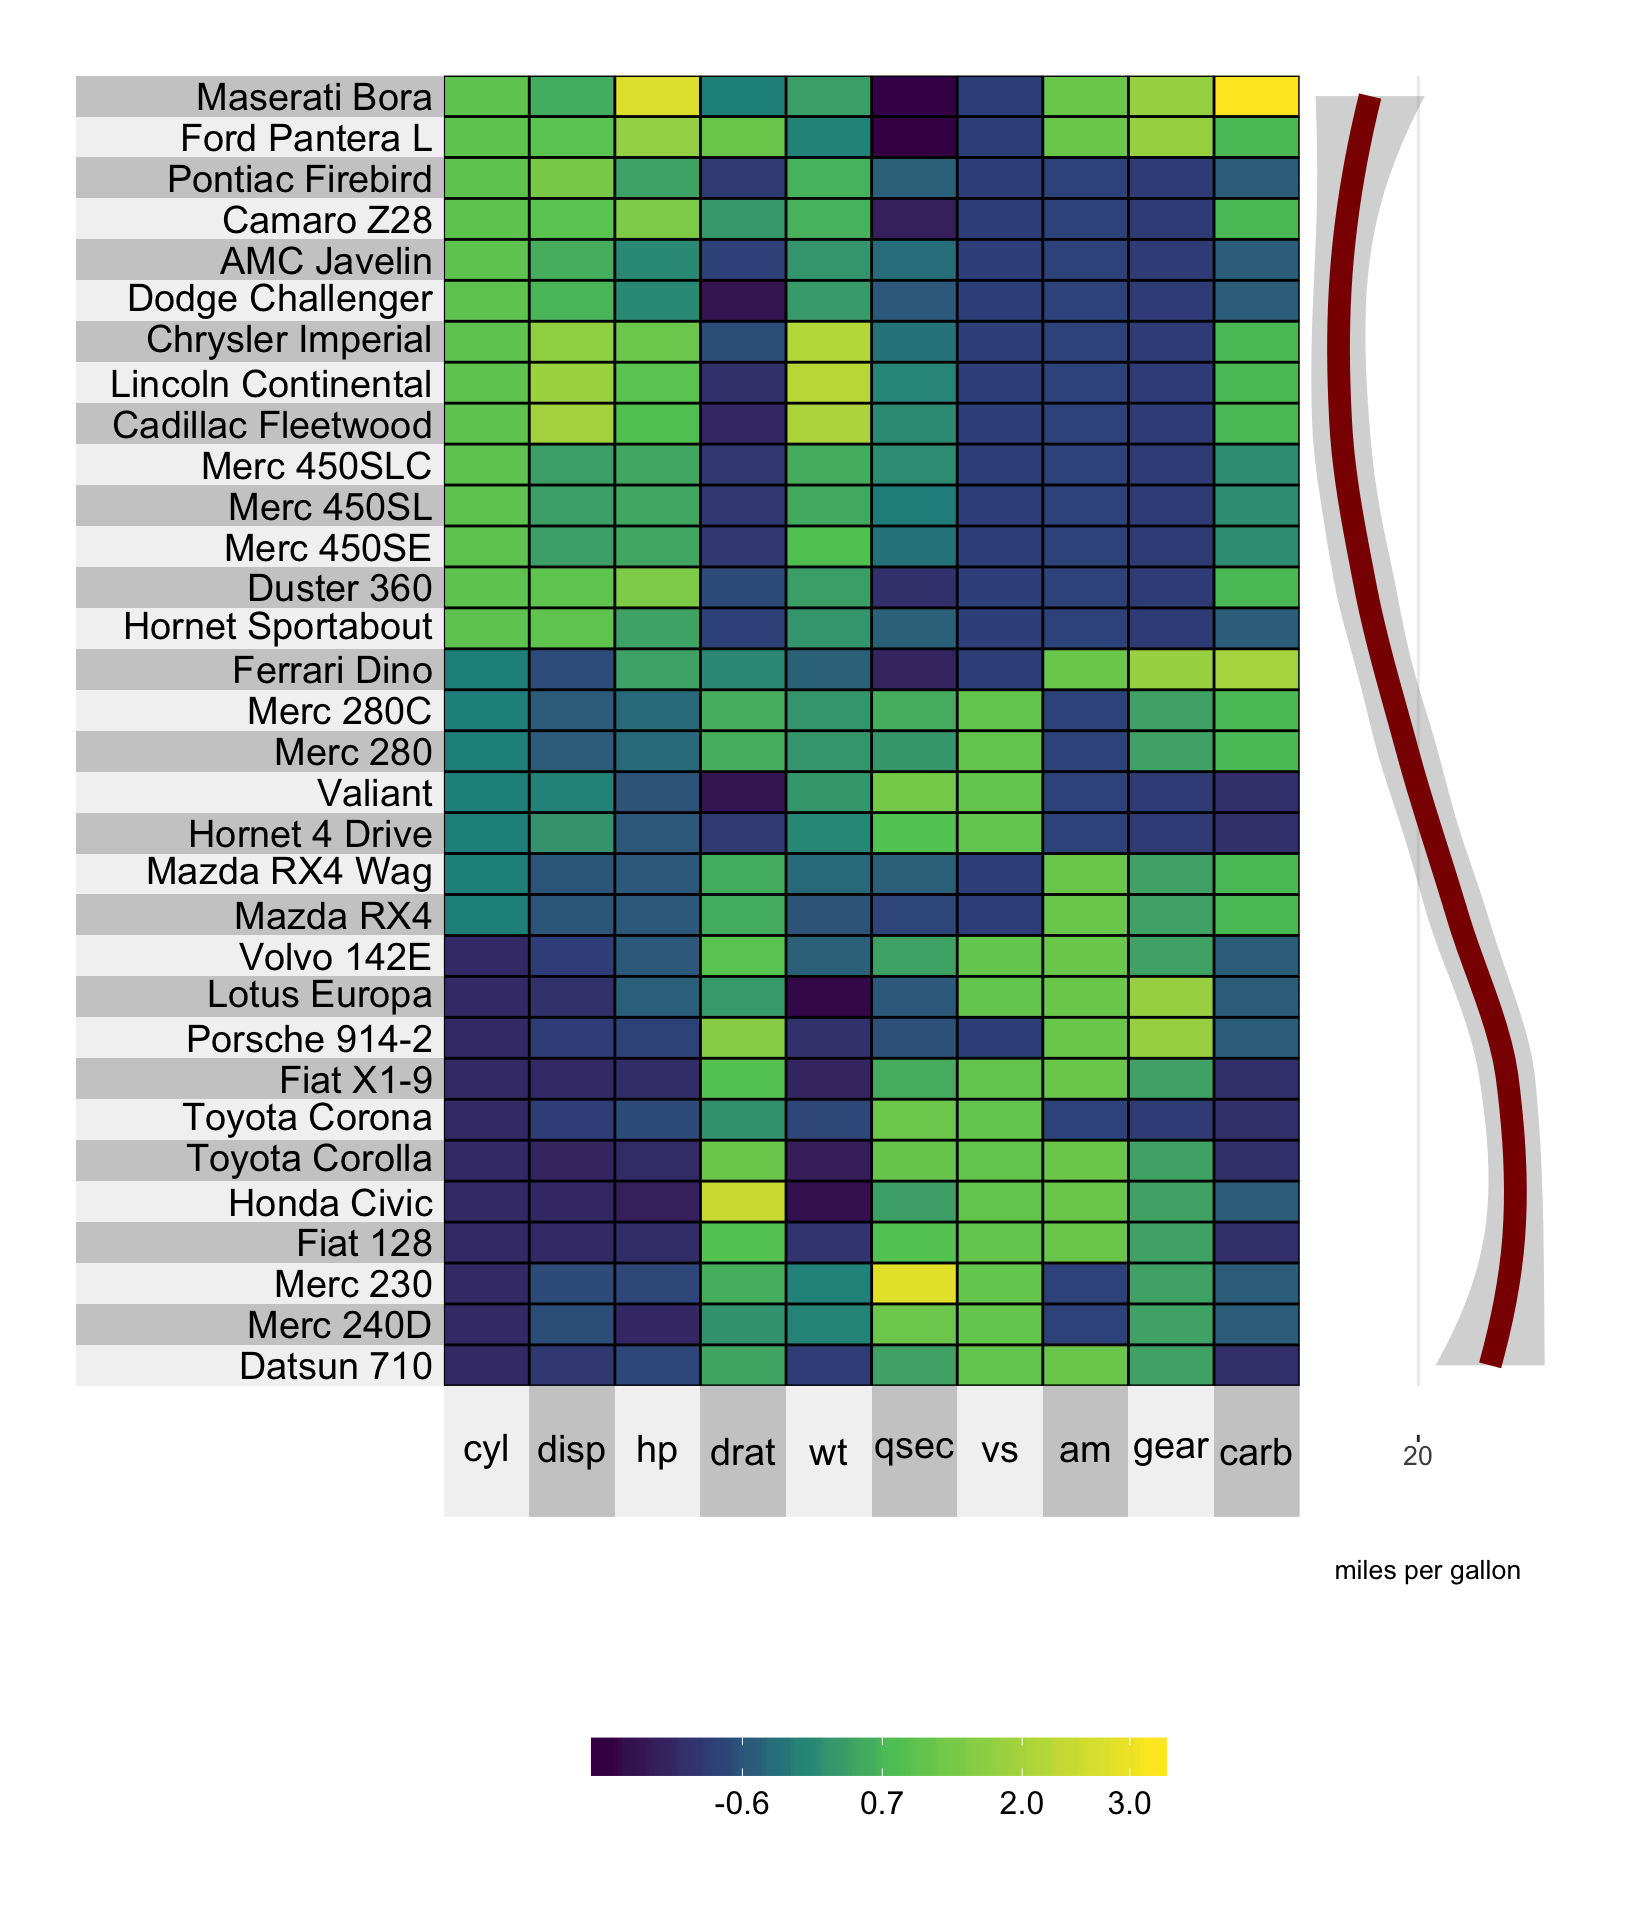 Maserati Bora
Ford Pantera L
Pontiac Firebird
Camaro Z28
AMC Javelin
Dodge Challenger
Chrysler Imperial
Lincoln Continental
Cadillac Fleetwood
Merc 450SLC
Merc 450SL
Merc 450SE
Duster 360
Hornet Sportabout
Ferrari Dino
Merc 280C
Merc 280
Valiant
Hornet 4 Drive
Mazda RX4 Wag
Mazda RX4
Volvo 142E
Lotus Europa
Porsche 914-2
Fiat X1-9
Toyota Corona
Toyota Corolla
Honda Civic
Fiat 128
Merc 230
Merc 240D
Datsun 710
cyl disp hp drat wt qsec vs am gear carb 20
miles per gallon
-0.6 0.7 2.0 3.0